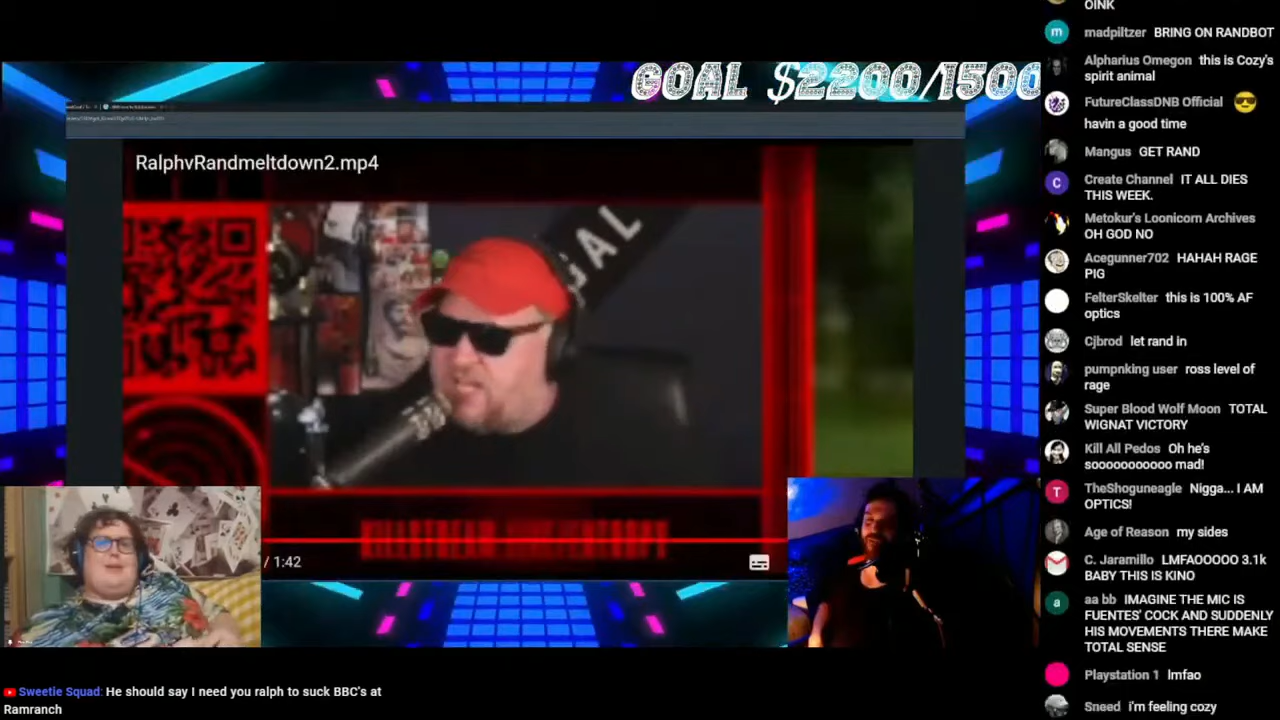 OINK
madpiltzer BRING ON RANDBOT
Alpharius Omegon this is Cozy's
spirit animal
FutureClassDNB Official
havin a good time
Mangus GET RAND
Create Channel IT ALL DIES
THIS WEEK.
Metokur's Loonicorn Archives
OH GOD NO
Acegunner702 HAHAH RAGE
PIG
FelterSkelter this is 100% AF
optics
Cjbrod let rand in
pumpnking user ross level of
rage
Super Blood Wolf Moon TOTAL
WIGNAT VICTORY
Kill All Pedos Oh he's
sooooooooooo mad!
TheShoguneagle Nigga... I AM
OPTICS!
Age of Reason my sides
C. Jaramillo LMFAOOOOO 3.1k
BABY THIS IS KINO
aa bb IMAGINE THE MIC IS
FUENTES' COCK AND SUDDENLY
HIS MOVEMENTS THERE MAKE
TOTAL SENSE
Playstation 1 lmfao
Sneed i'm feeling cozy
GOAL $2200/1500
RalphvRandmeltdown2.mp4
GAL
/ 1:42
Sweetie Squad: He should say I need you ralph to suck BBC's at
Ramranch